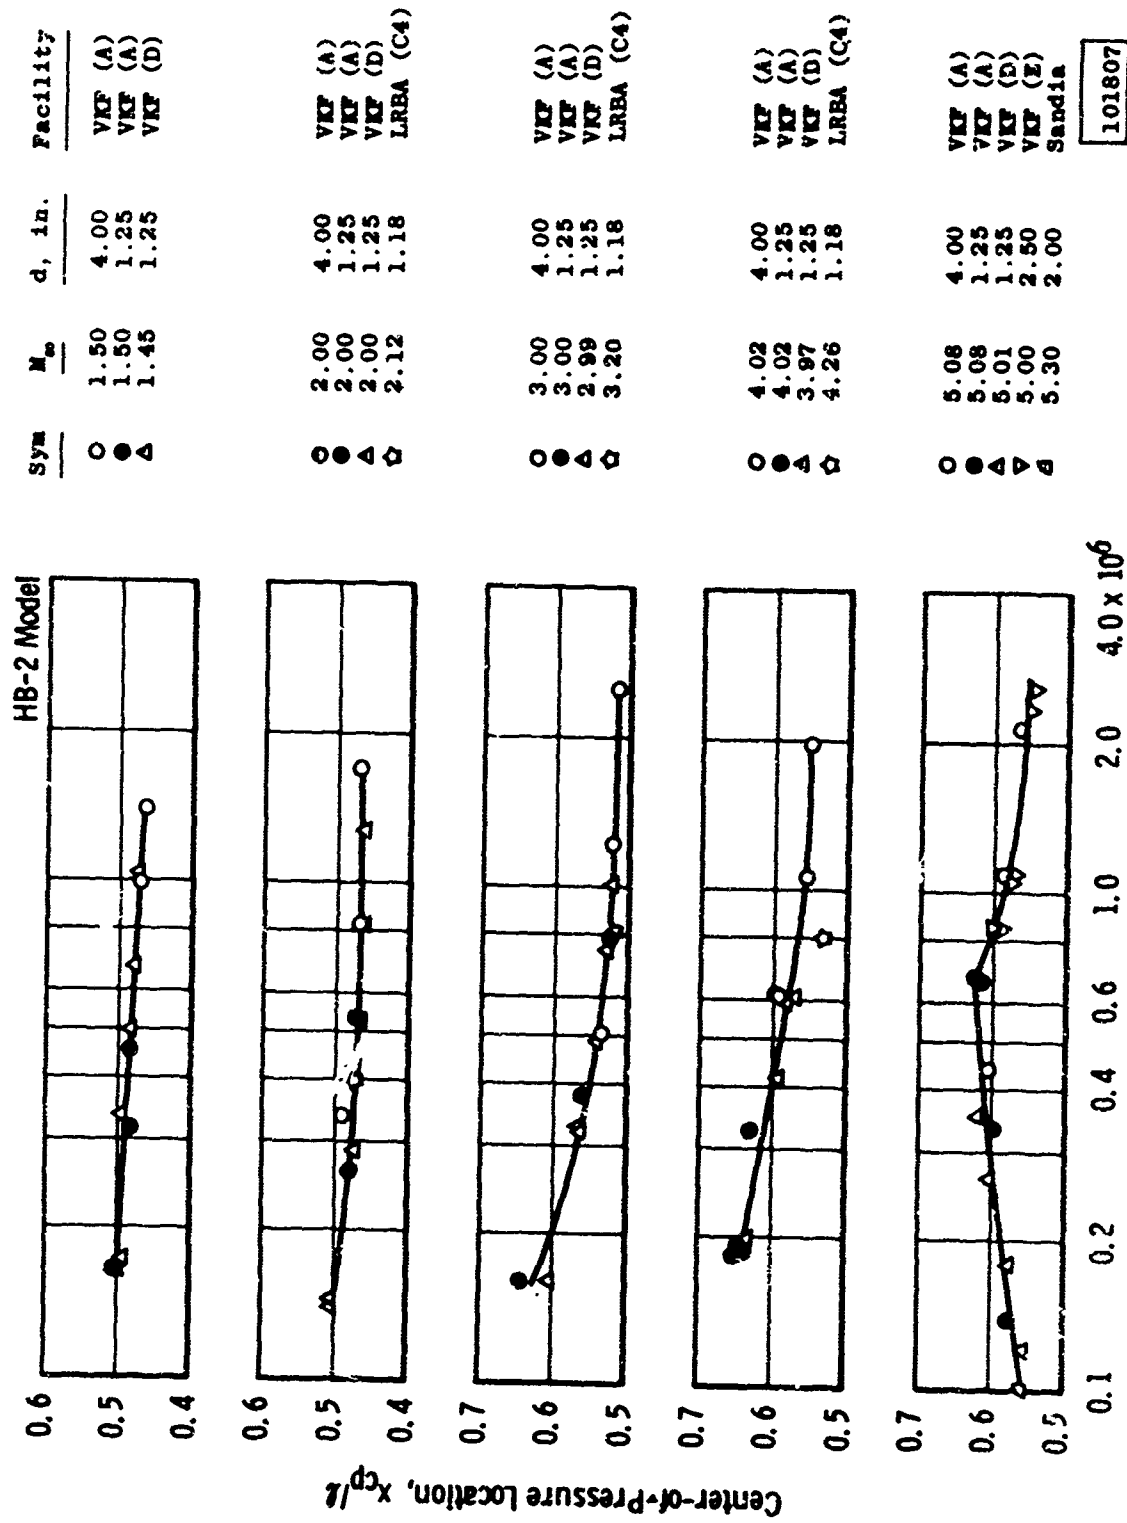 HB-2 Model
Sym M∞ d, in. Facility
0.6
0.5
0.4
○ 1.50 4.00 VKF (A)
● 1.50 1.25 VKF (A)
△ 1.45 1.25 VKF (D)
0.6
0.5
0.4
○ 2.00 4.00 VKF (A)
● 2.00 1.25 VKF (A)
△ 2.00 1.25 VKF (D)
☆ 2.12 1.18 LRBA (C4)
0.7
0.6
0.5
○ 3.00 4.00 VKF (A)
● 3.00 1.25 VKF (A)
△ 2.99 1.25 VKF (D)
☆ 3.20 1.18 LRBA (C4)
0.7
0.6
0.5
○ 4.02 4.00 VKF (A)
● 4.02 1.25 VKF (A)
△ 3.97 1.25 VKF (D)
☆ 4.26 1.18 LRBA (C4)
0.7
0.6
0.5
○ 5.08 4.00 VKF (A)
● 5.08 1.25 VKF (A)
△ 5.01 1.25 VKF (D)
▽ 5.00 2.50 VKF (E)
5.30 2.00 Sandia
0.1 0.2 0.4 0.6 1.0 2.0 4.0 x 10⁶
Center-of-Pressure Location, xcp/ℓ
101807